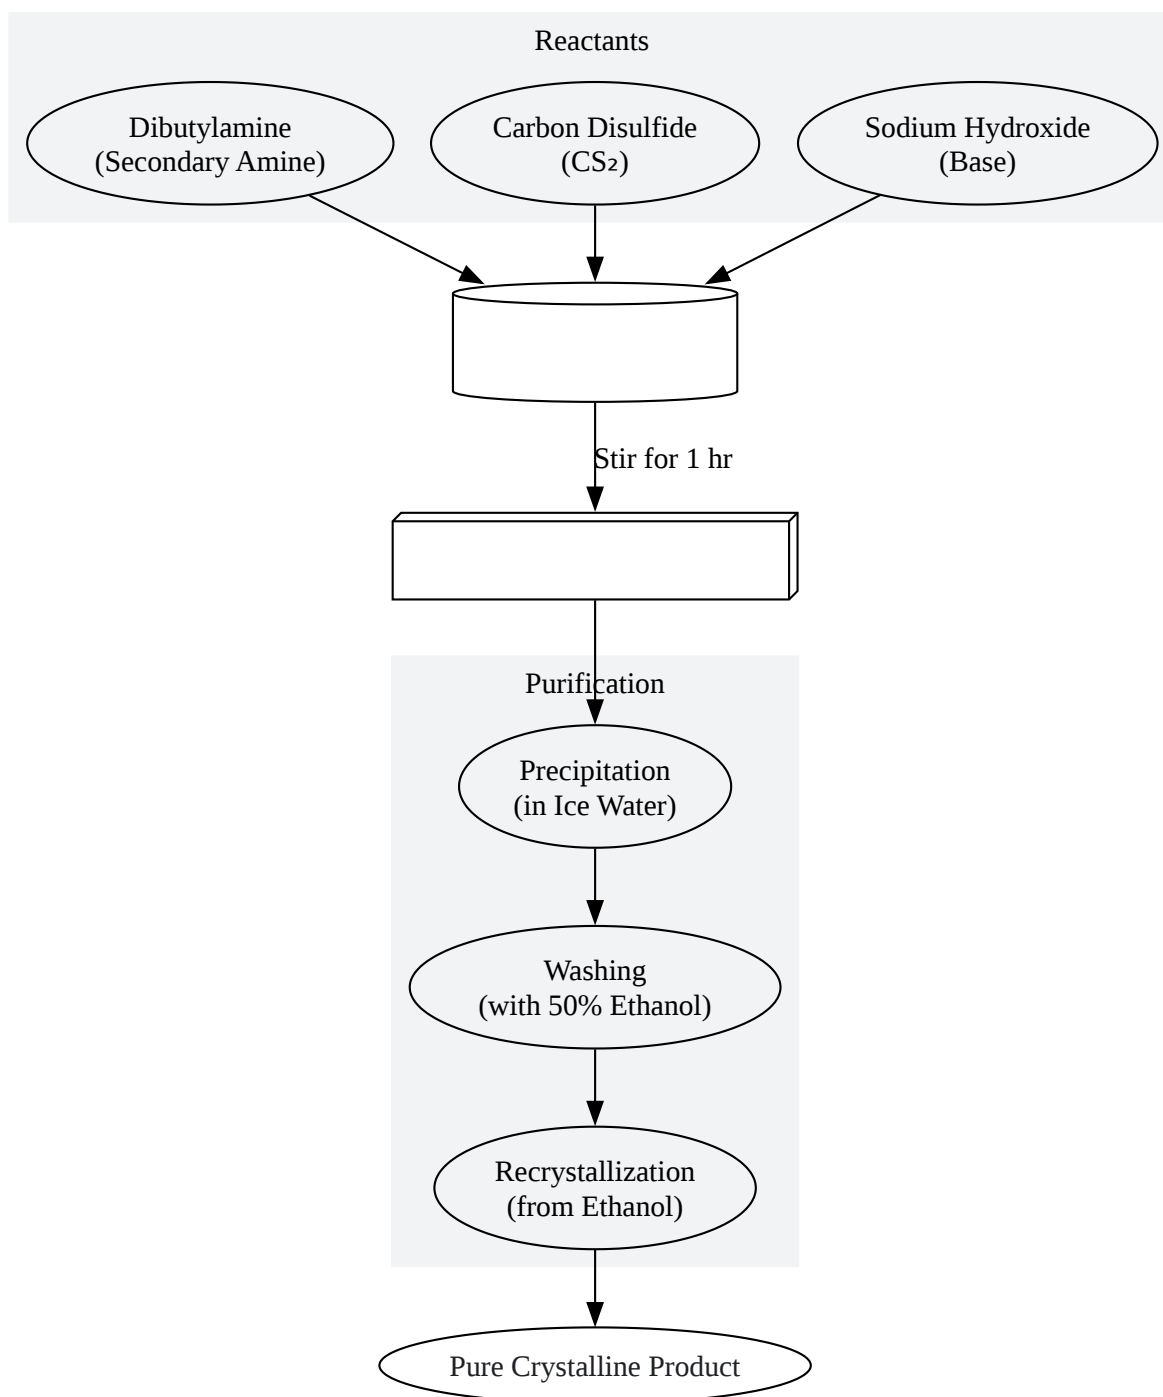 Reactants
Dibutylamine
(Secondary Amine)
Carbon Disulfide
(CS₂)
Sodium Hydroxide
(Base)
Stir for 1 hr
Purification
Precipitation
(in Ice Water)
Washing
(with 50% Ethanol)
Recrystallization
(from Ethanol)
Pure Crystalline Product